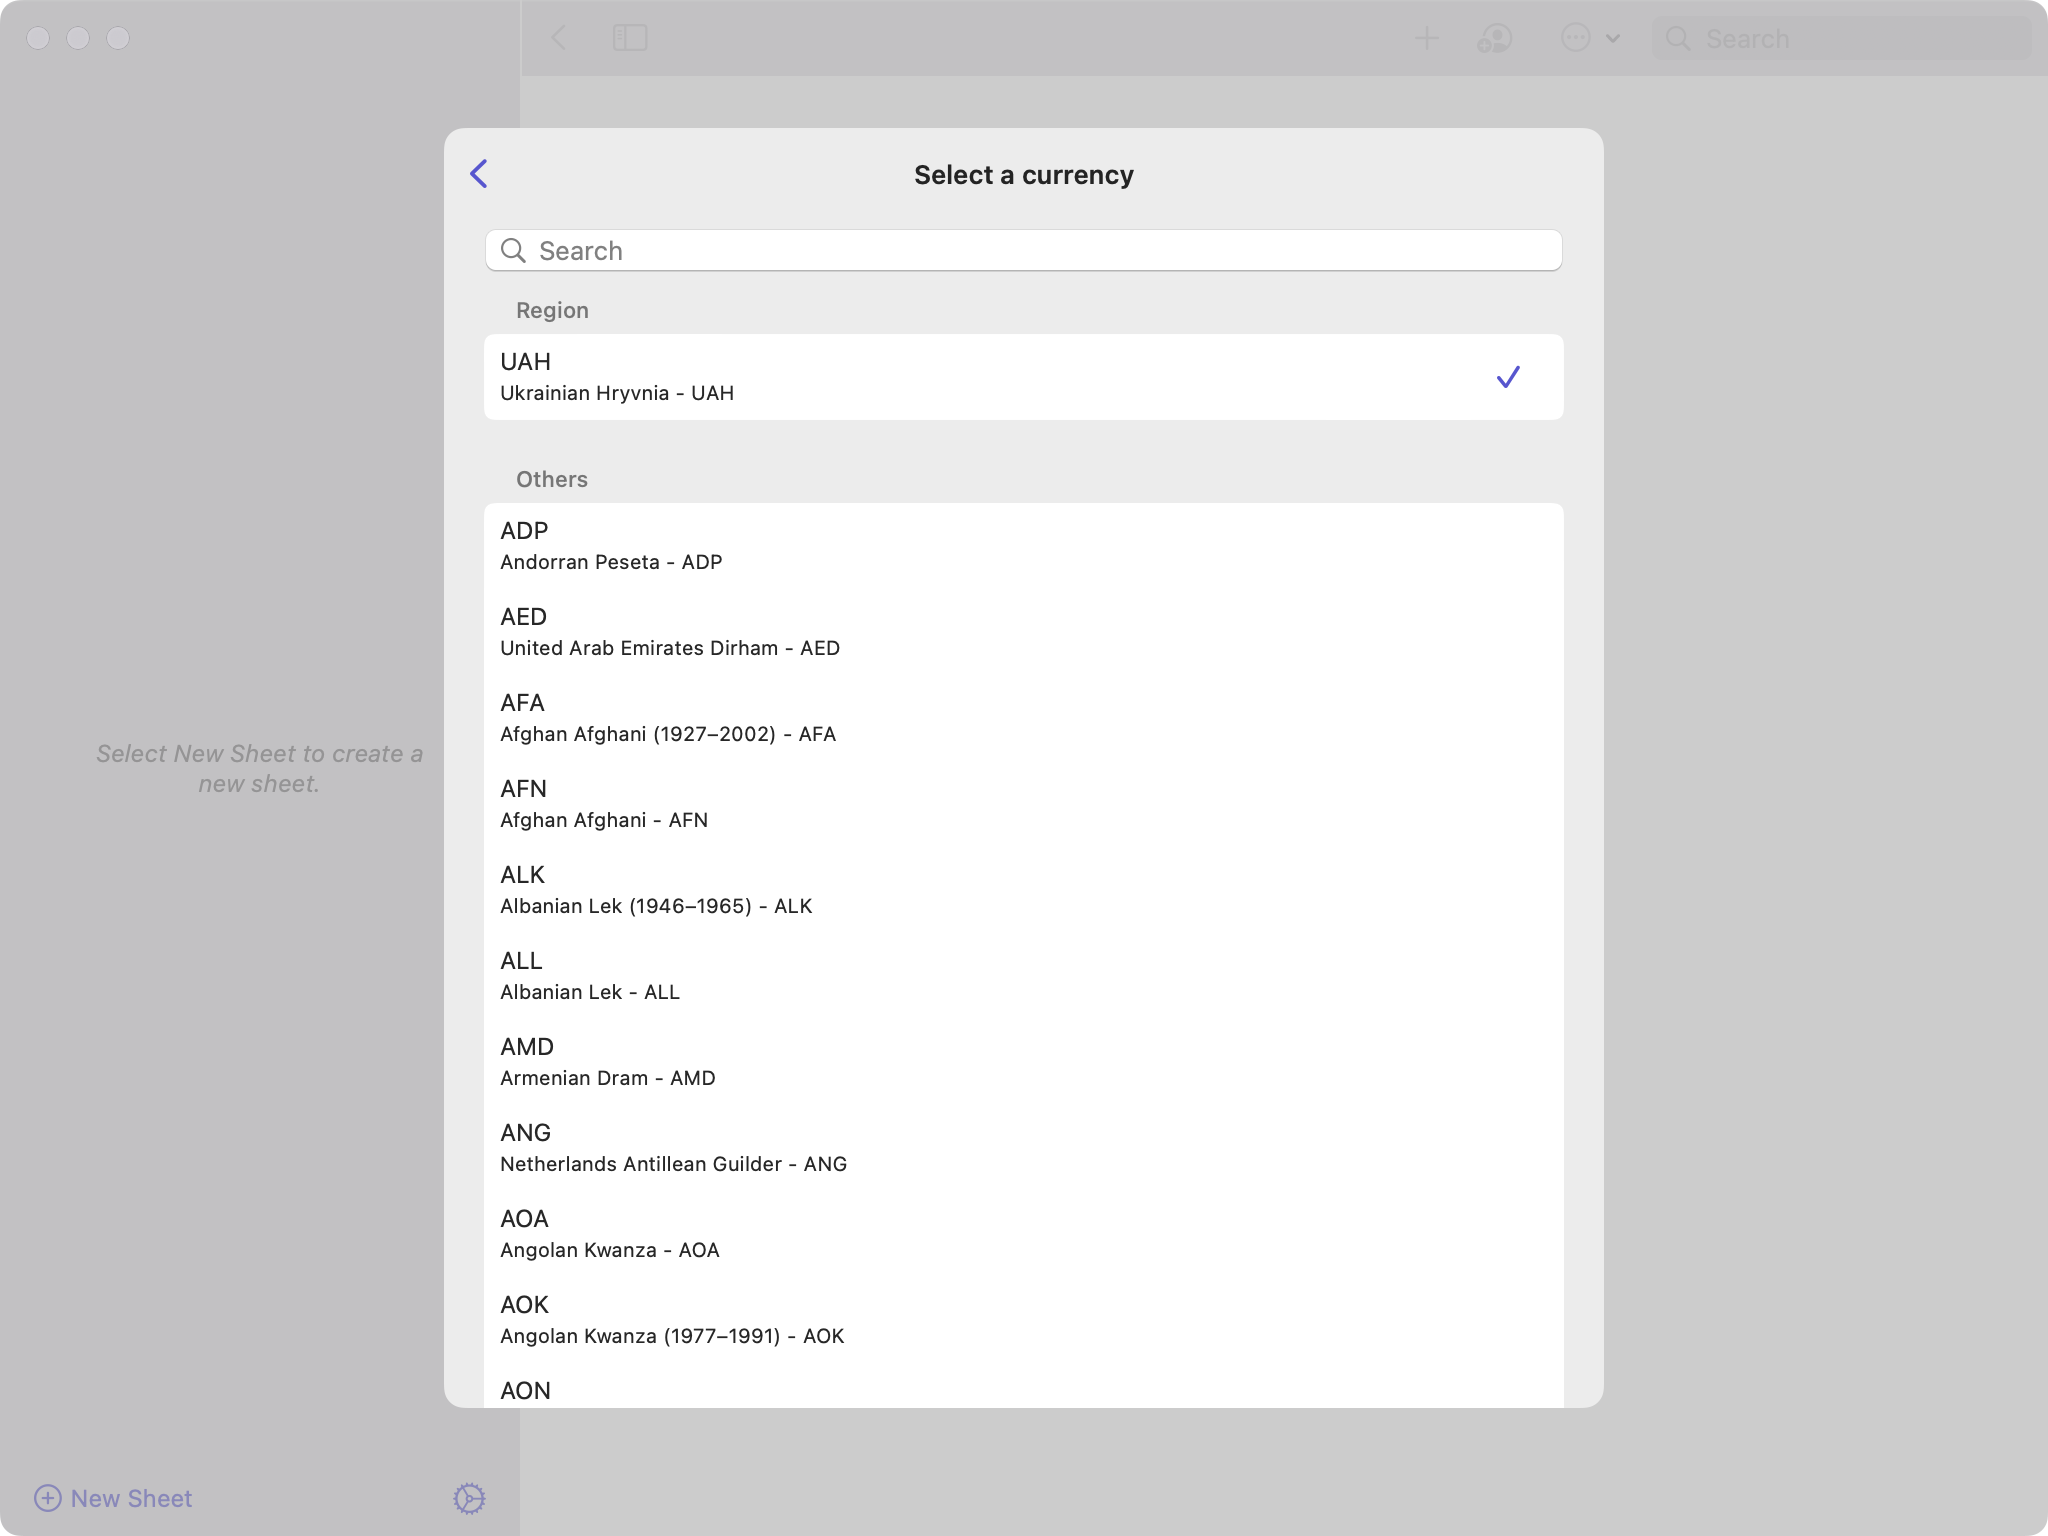 Search
Select a currency
Search
Region
UAH
Ukrainian Hryvnia - UAH
Others
ADP
Andorran Peseta - ADP
AED
United Arab Emirates Dirham - AED
AFA
Afghan Afghani (1927–2002) - AFA
AFN
Afghan Afghani - AFN
ALK
Albanian Lek (1946–1965) - ALK
ALL
Albanian Lek - ALL
AMD
Armenian Dram - AMD
ANG
Netherlands Antillean Guilder - ANG
AOA
Angolan Kwanza - AOA
AOK
Angolan Kwanza (1977–1991) - AOK
AON
Select New Sheet to create a
new sheet.
New Sheet